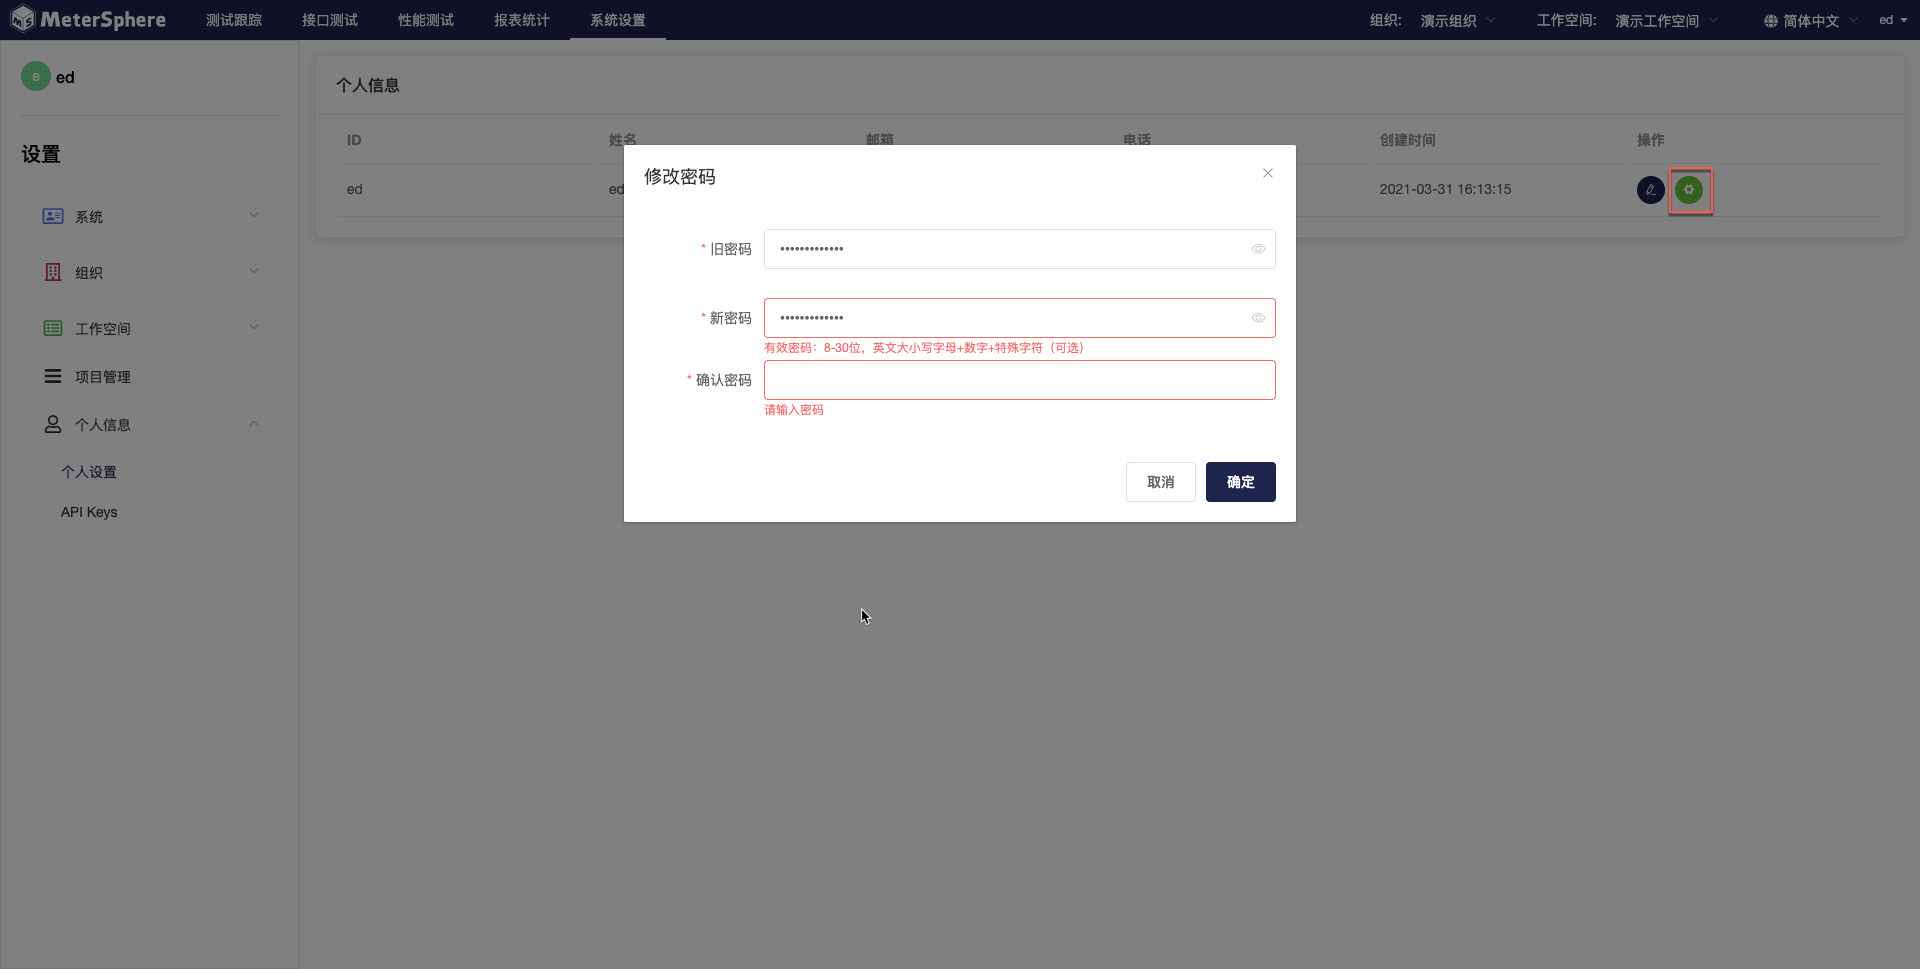 MeterSphere 测试跟踪 接口测试 性能测试 报表统计 系统设置 组织: 演示组织 工作空间: 演示工作空间 简体中文 ed
e ed
设置
系统
组织
工作空间
项目管理
个人信息
个人设置
API Keys
个人信息
ID 姓名 邮箱 电话 创建时间 操作
ed ed 2021-03-31 16:13:15
修改密码
* 旧密码 •••••••••••••
* 新密码 •••••••••••••
有效密码：8-30位，英文大小写字母+数字+特殊字符（可选）
* 确认密码
请输入密码
取消 确定